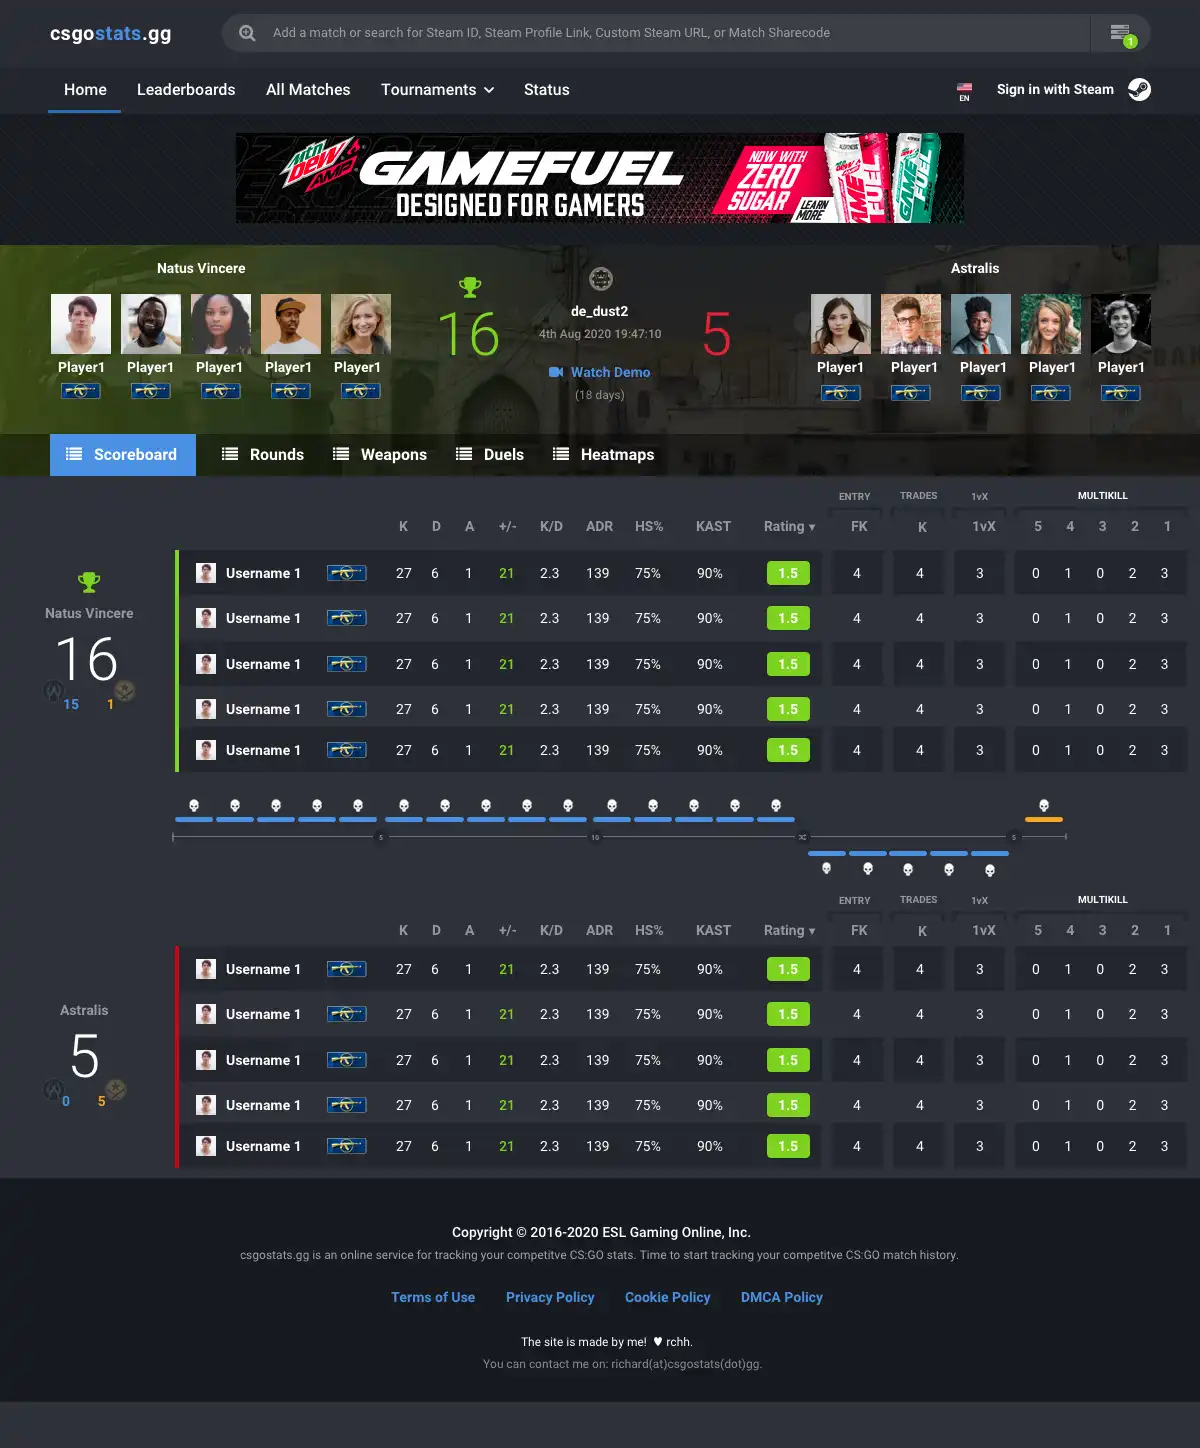 csgostats.gg
Add a match or search for Steam ID, Steam Profile Link, Custom Steam URL, or Match Sharecode
1
Home Leaderboards All Matches Tournaments Status
EN
Sign in with Steam
Mtn DEW AMP GAMEFUEL
DESIGNED FOR GAMERS
NOW WITH
ZERO
SUGAR
LEARN
MORE
GAME FUEL
GAME FUEL
Natus Vincere
Player1 Player1 Player1 Player1 Player1
16
de_dust2
4th Aug 2020 19:47:10
Watch Demo
(18 days)
5
Astralis
Player1 Player1 Player1 Player1 Player1
Scoreboard Rounds Weapons Duels Heatmaps
ENTRY TRADES 1vX MULTIKILL
K D A +/- K/D ADR HS% KAST Rating ▾ FK K 1vX 5 4 3 2 1
Natus Vincere
16
15 1
Username 1 27 6 1 21 2.3 139 75% 90% 1.5 4 4 3 0 1 0 2 3
Username 1 27 6 1 21 2.3 139 75% 90% 1.5 4 4 3 0 1 0 2 3
Username 1 27 6 1 21 2.3 139 75% 90% 1.5 4 4 3 0 1 0 2 3
Username 1 27 6 1 21 2.3 139 75% 90% 1.5 4 4 3 0 1 0 2 3
Username 1 27 6 1 21 2.3 139 75% 90% 1.5 4 4 3 0 1 0 2 3
5 10 5
ENTRY TRADES 1vX MULTIKILL
K D A +/- K/D ADR HS% KAST Rating ▾ FK K 1vX 5 4 3 2 1
Astralis
5
0 5
Username 1 27 6 1 21 2.3 139 75% 90% 1.5 4 4 3 0 1 0 2 3
Username 1 27 6 1 21 2.3 139 75% 90% 1.5 4 4 3 0 1 0 2 3
Username 1 27 6 1 21 2.3 139 75% 90% 1.5 4 4 3 0 1 0 2 3
Username 1 27 6 1 21 2.3 139 75% 90% 1.5 4 4 3 0 1 0 2 3
Username 1 27 6 1 21 2.3 139 75% 90% 1.5 4 4 3 0 1 0 2 3
Copyright © 2016-2020 ESL Gaming Online, Inc.
csgostats.gg is an online service for tracking your competitve CS:GO stats. Time to start tracking your competitve CS:GO match history.
Terms of Use Privacy Policy Cookie Policy DMCA Policy
The site is made by me! ♥ rchh.
You can contact me on: richard(at)csgostats(dot)gg.